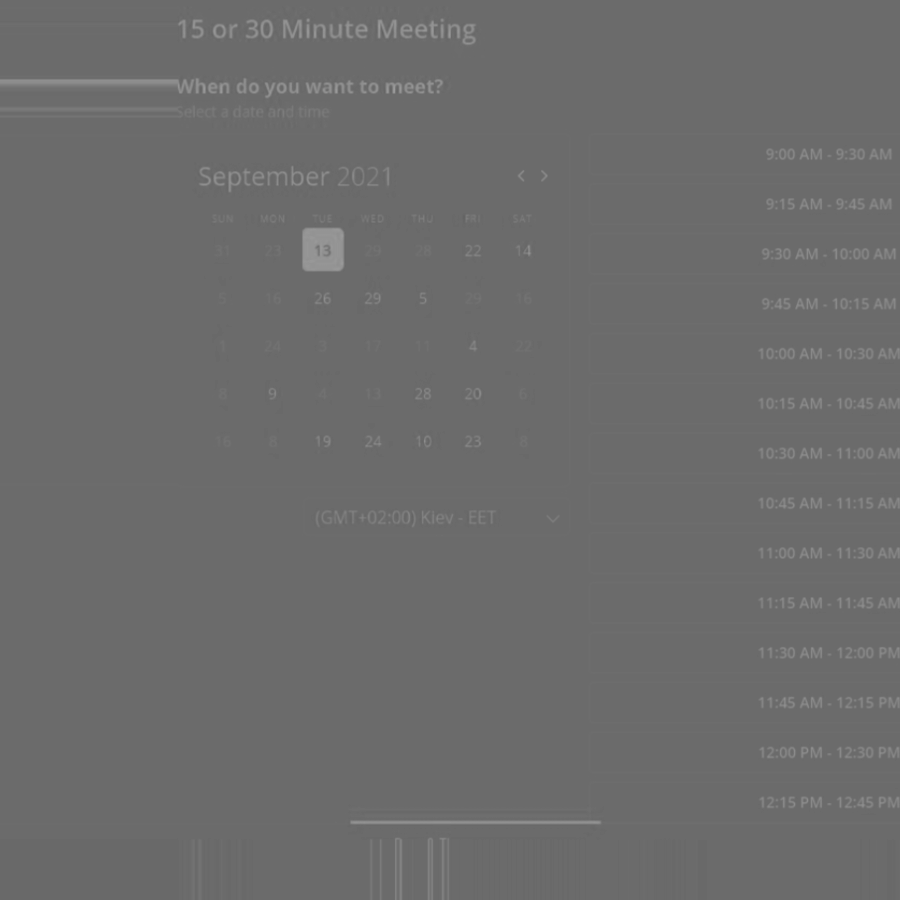 15 or 30 Minute Meeting
When do you want to meet?
Select a date and time
September 2021
SUN MON TUE WED THU FRI SAT
31 23 13 29 28 22 14
5 16 26 29 5 29 16
1 24 3 17 11 4 22
8 9 4 13 28 20 6
16 8 19 24 10 23 8
(GMT+02:00) Kiev - EET
9:00 AM - 9:30 AM
9:15 AM - 9:45 AM
9:30 AM - 10:00 AM
9:45 AM - 10:15 AM
10:00 AM - 10:30 AM
10:15 AM - 10:45 AM
10:30 AM - 11:00 AM
10:45 AM - 11:15 AM
11:00 AM - 11:30 AM
11:15 AM - 11:45 AM
11:30 AM - 12:00 PM
11:45 AM - 12:15 PM
12:00 PM - 12:30 PM
12:15 PM - 12:45 PM